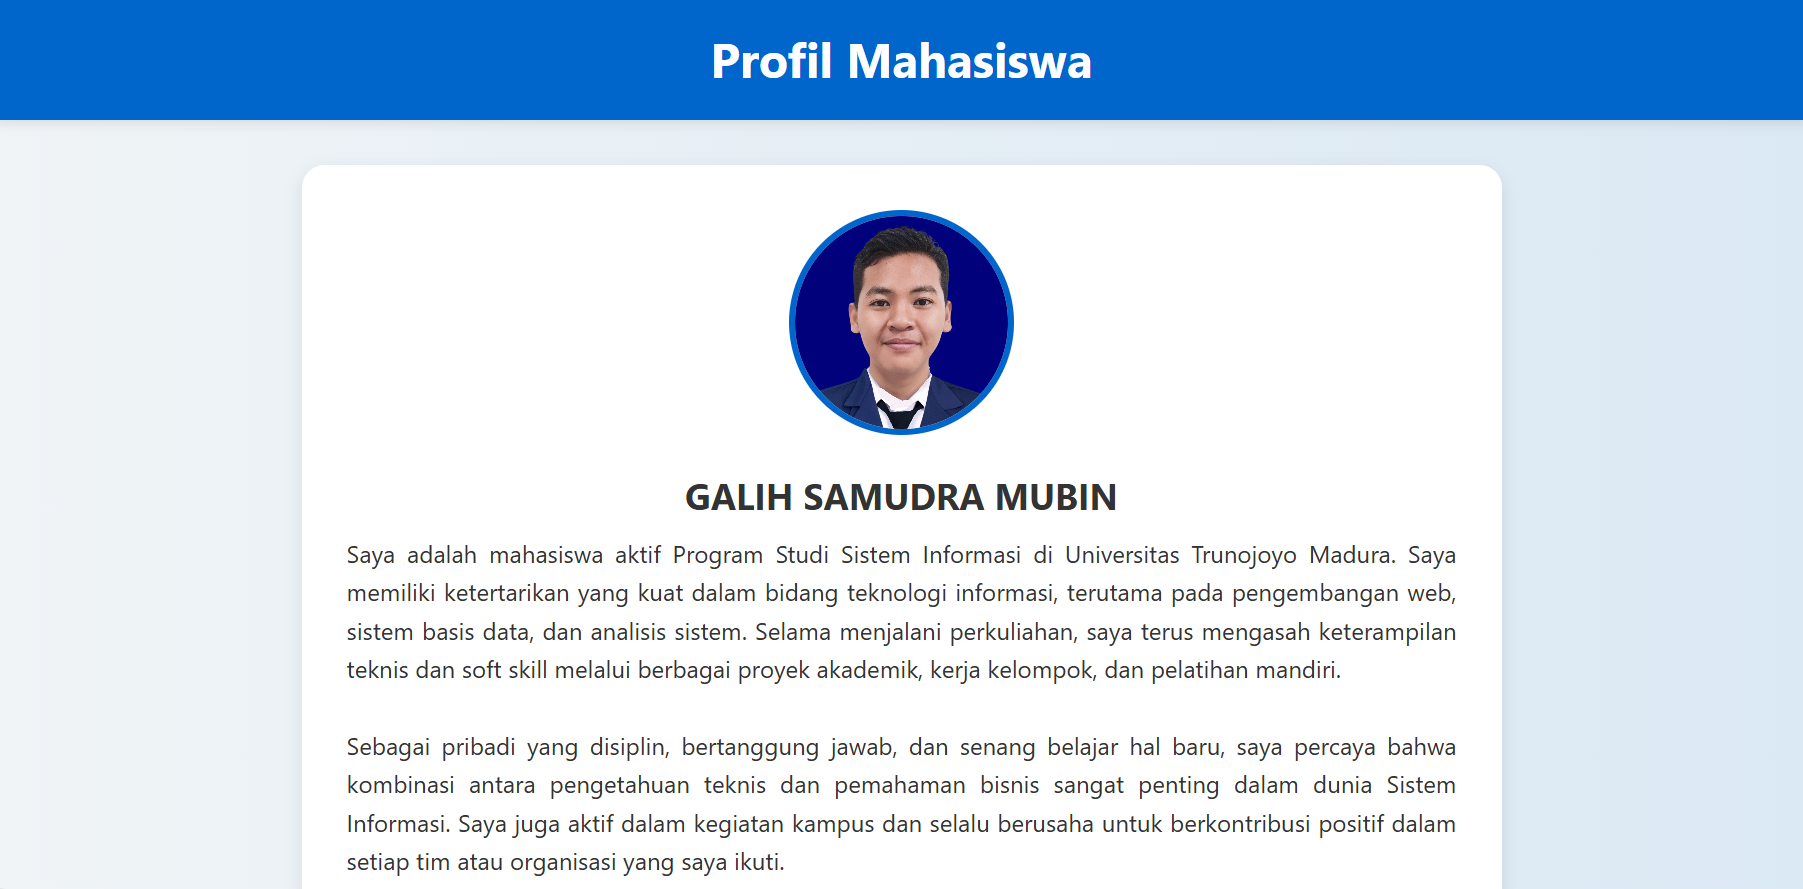 Profil Mahasiswa
GALIH SAMUDRA MUBIN
Saya adalah mahasiswa aktif Program Studi Sistem Informasi di Universitas Trunojoyo Madura. Saya
memiliki ketertarikan yang kuat dalam bidang teknologi informasi, terutama pada pengembangan web,
sistem basis data, dan analisis sistem. Selama menjalani perkuliahan, saya terus mengasah keterampilan
teknis dan soft skill melalui berbagai proyek akademik, kerja kelompok, dan pelatihan mandiri.
Sebagai pribadi yang disiplin, bertanggung jawab, dan senang belajar hal baru, saya percaya bahwa
kombinasi antara pengetahuan teknis dan pemahaman bisnis sangat penting dalam dunia Sistem
Informasi. Saya juga aktif dalam kegiatan kampus dan selalu berusaha untuk berkontribusi positif dalam
setiap tim atau organisasi yang saya ikuti.